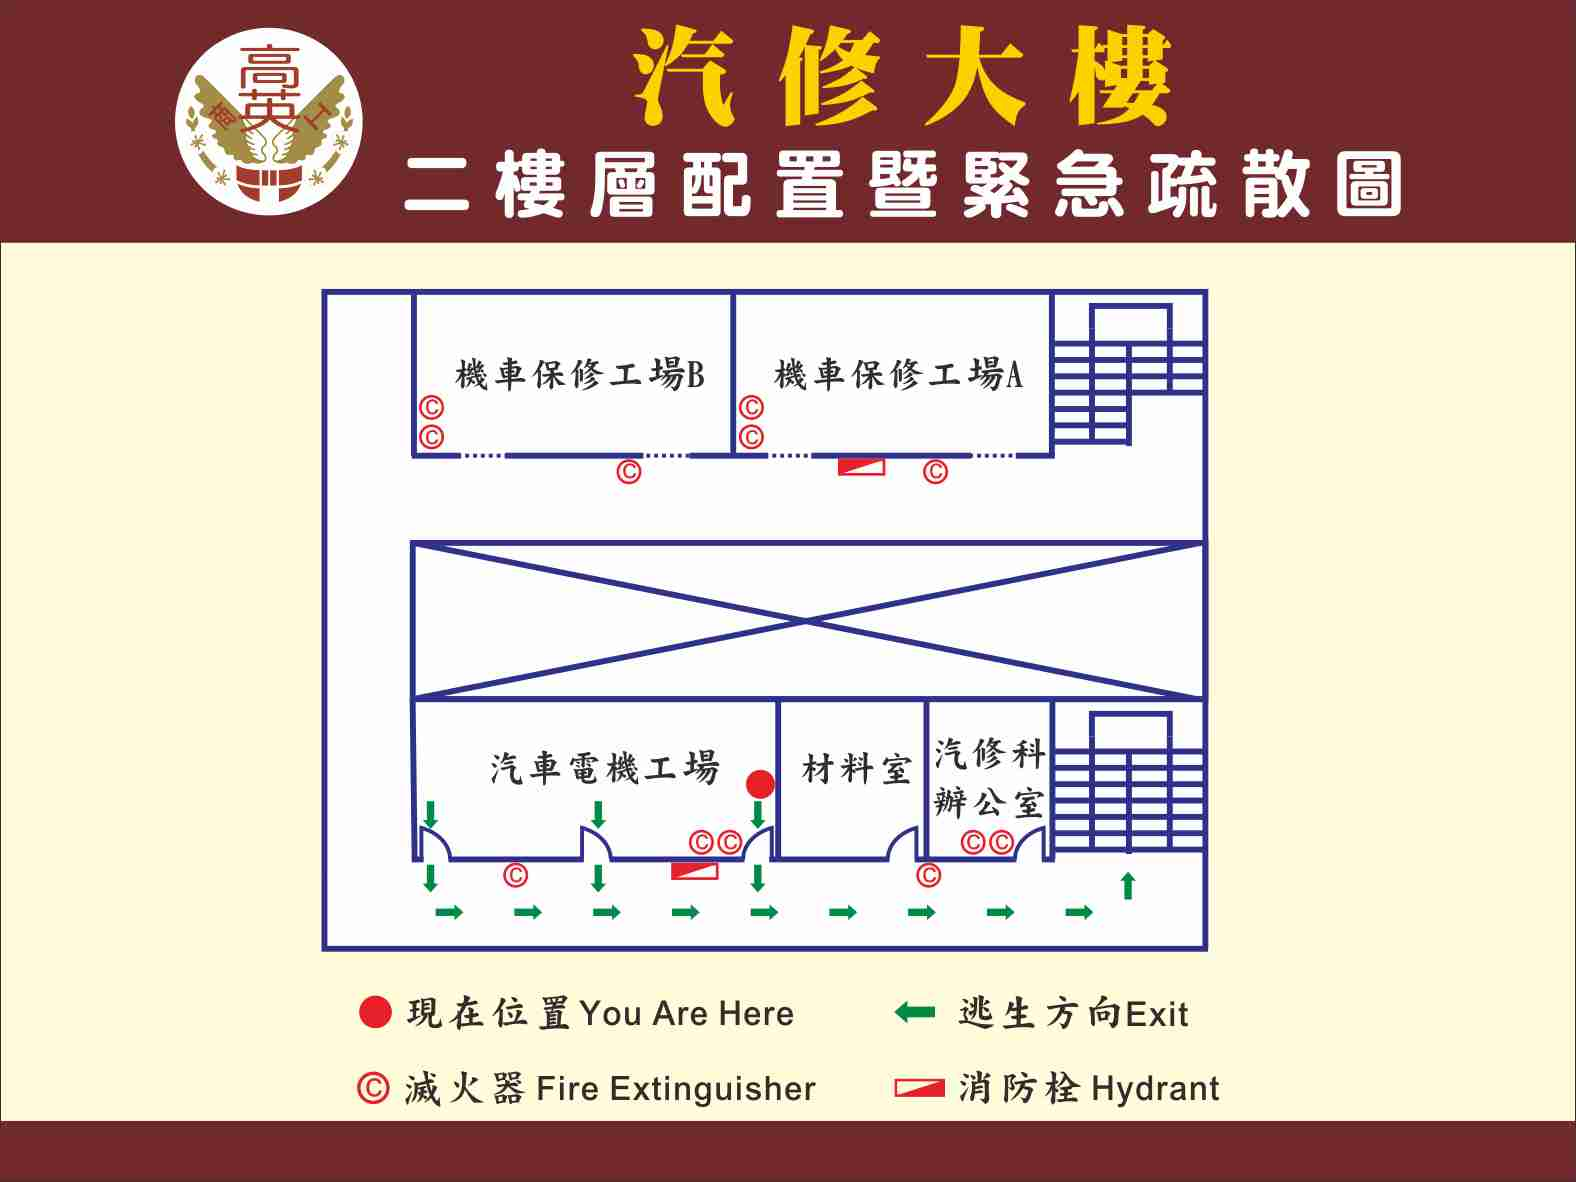 高英
商工
汽修大樓
二樓層配置暨緊急疏散圖
機車保修工場B
機車保修工場A
C
C
C
C
C
C
汽車電機工場
材料室
汽修科
辦公室
C C
C C
C
C
現在位置 You Are Here
逃生方向Exit
C 滅火器 Fire Extinguisher
消防栓 Hydrant